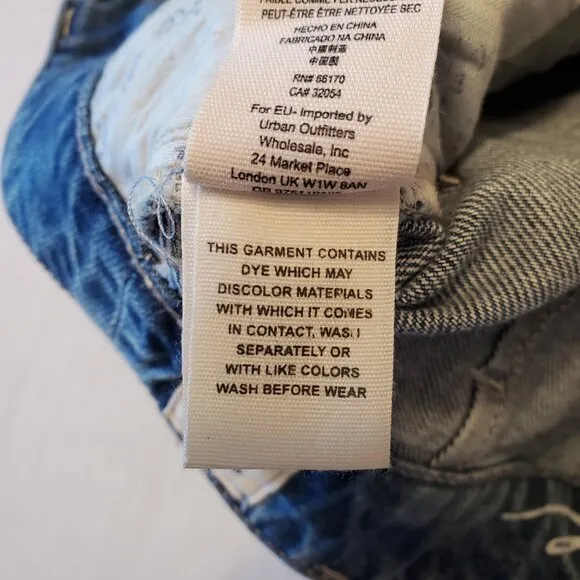 PEUT-ÊTRE ÊTRE NETTOYÉE SEC
HECHO EN CHINA
FABRICADO NA CHINA
中國制造
中国製
RN# 66170
CA# 32054
For EU- Imported by
Urban Outfitters
Wholesale, Inc
24 Market Place
London UK W1W 8AN
THIS GARMENT CONTAINS
DYE WHICH MAY
DISCOLOR MATERIALS
WITH WHICH IT COMES
IN CONTACT, WASH
SEPARATELY OR
WITH LIKE COLORS
WASH BEFORE WEAR